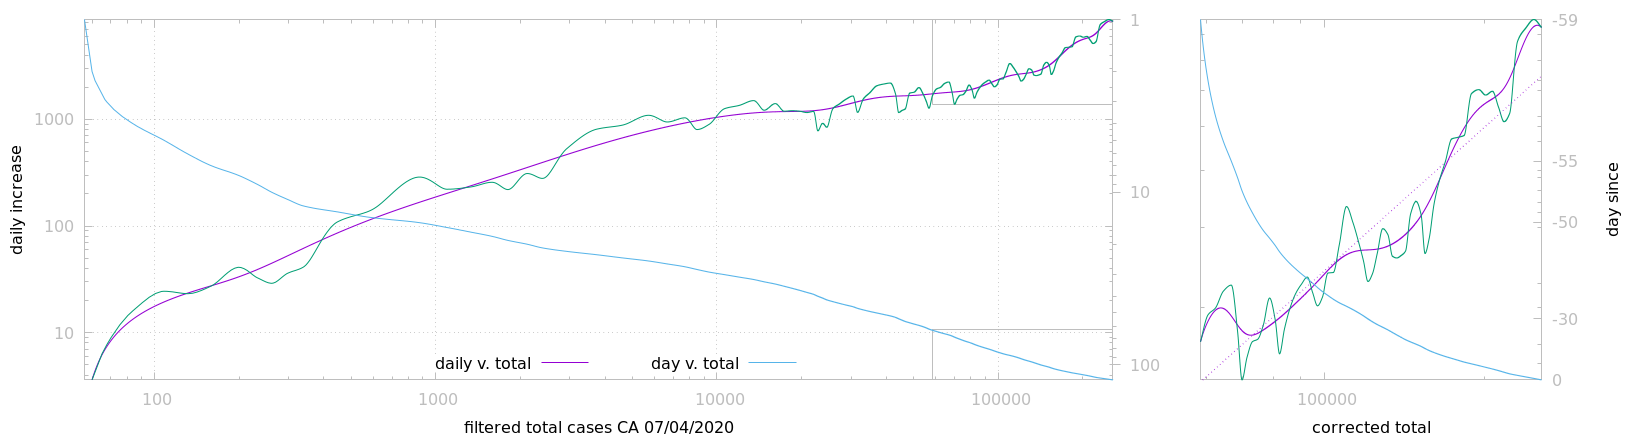 1
-59
1000
100
10
10
100
-55
-50
-30
0
daily increase
day since
daily v. total
day v. total
100
1000
10000
100000
100000
filtered total cases CA 07/04/2020
corrected total